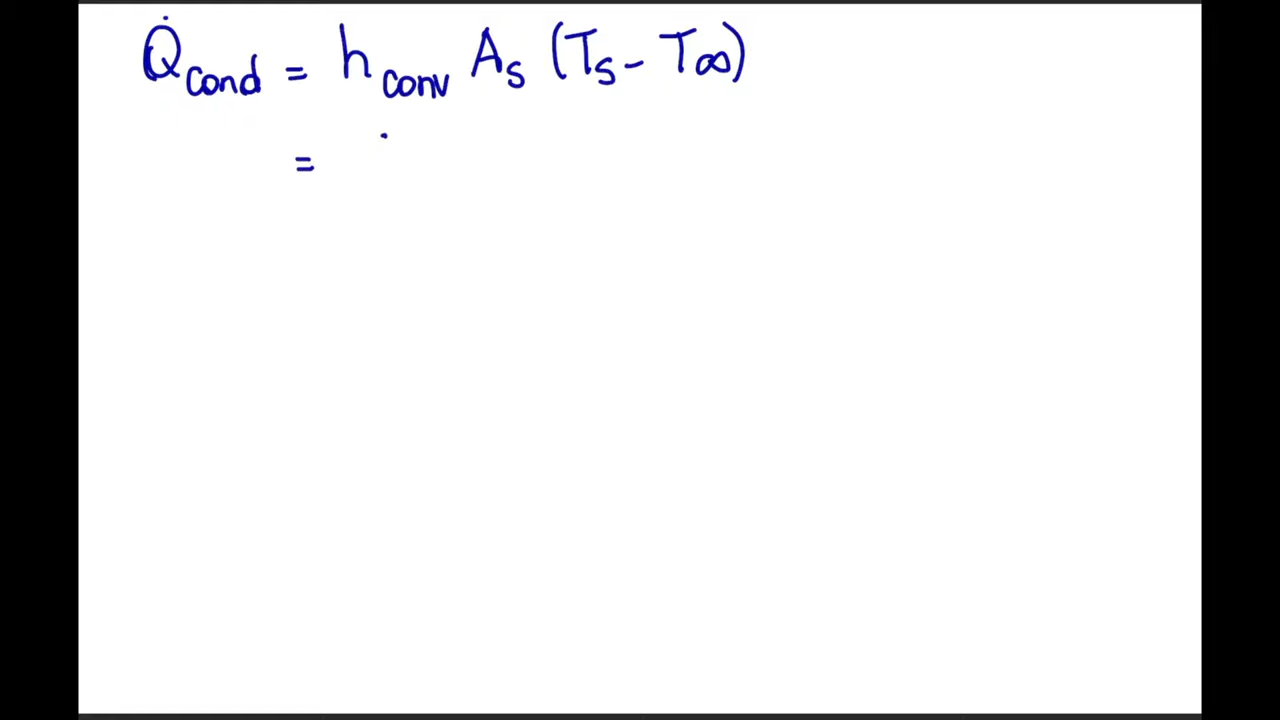 Q̇cond = hconv As (Ts - T∞)
=